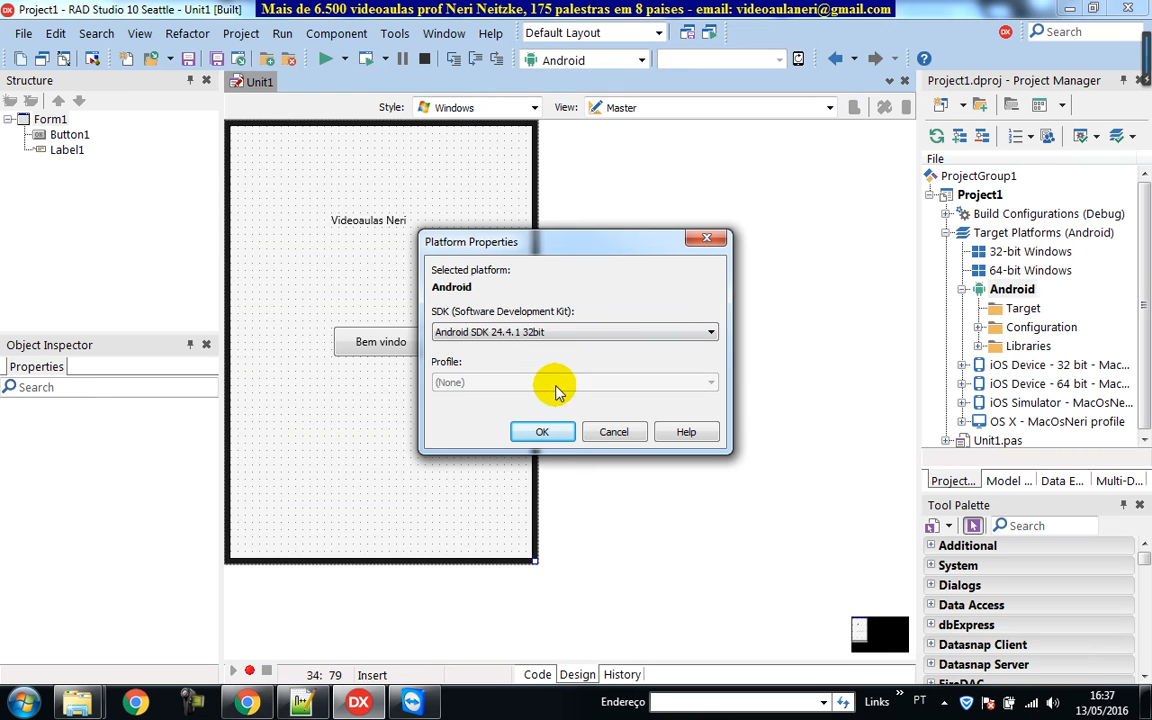 Project1 - RAD Studio 10 Seattle - Unit1 [Built]
Mais de 6.500 videoaulas prof Neri Neitzke, 175 palestras em 8 paises - email: videoaulaneri@gmail.com
File Edit Search View Refactor Project Run Component Tools Window Help
Default Layout
DX
Search
Android
Structure
Unit1
Project1.dproj - Project Manager
Form1
Button1
Label1
Style:
Windows
View:
Master
File
ProjectGroup1
Project1
Build Configurations (Debug)
Target Platforms (Android)
32-bit Windows
64-bit Windows
Android
Target
Configuration
Libraries
iOS Device - 32 bit - Mac...
iOS Device - 64 bit - Mac...
iOS Simulator - MacOsNe...
OS X - MacOsNeri profile
Unit1.pas
Videoaulas Neri
Bem vindo
Platform Properties
Selected platform:
Android
SDK (Software Development Kit):
Android SDK 24.4.1 32bit
Profile:
(None)
OK
Cancel
Help
Object Inspector
Properties
Search
Project...
Model ...
Data E...
Multi-D...
Tool Palette
Search
Additional
System
Dialogs
Data Access
dbExpress
Datasnap Client
Datasnap Server
34: 79
Insert
Code
Design
History
DX
Endereço
Links
PT
16:37
13/05/2016